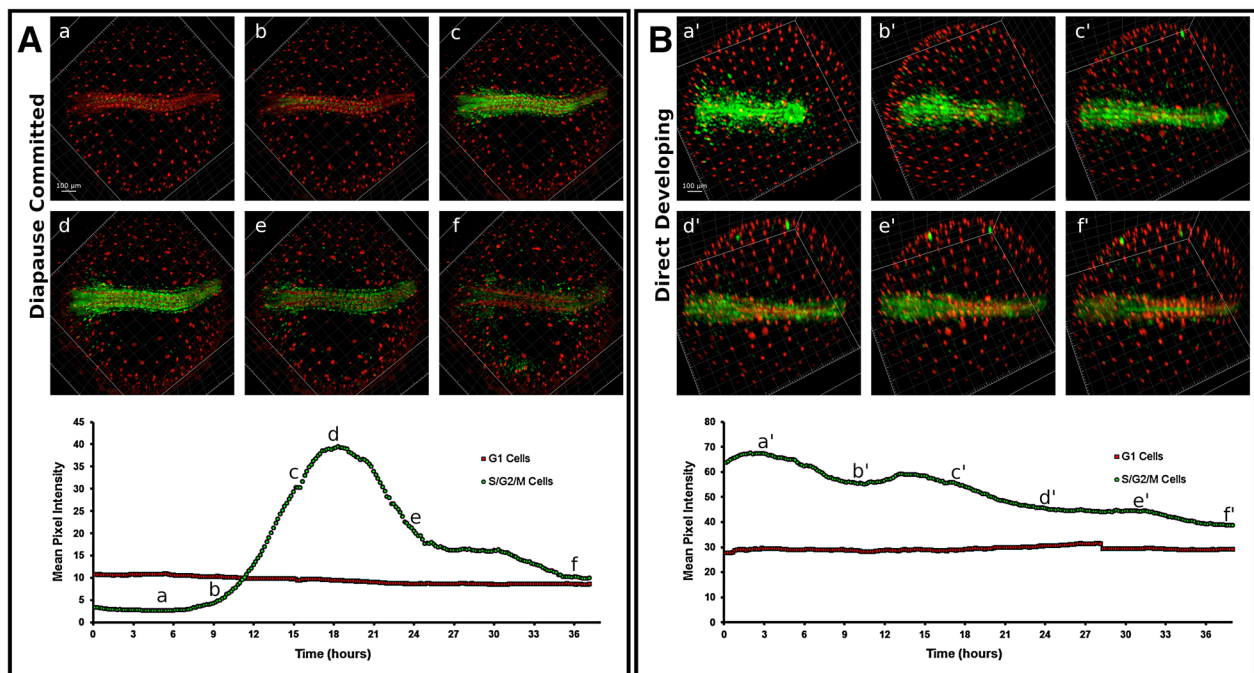 A
Diapause Committed
a
b
c
100 μm
d
e
f
Mean Pixel Intensity
45
40
35
30
25
20
15
10
5
0
d
c
e
b
a
f
G1 Cells
S/G2/M Cells
0 3 6 9 12 15 18 21 24 27 30 33 36
Time (hours)
B
Direct Developing
a'
b'
c'
100 μm
d'
e'
f'
Mean Pixel Intensity
80
70
60
50
40
30
20
10
0
a'
b'
c'
d'
e'
f'
G1 Cells
S/G2/M Cells
0 3 6 9 12 15 18 21 24 27 30 33 36
Time (hours)